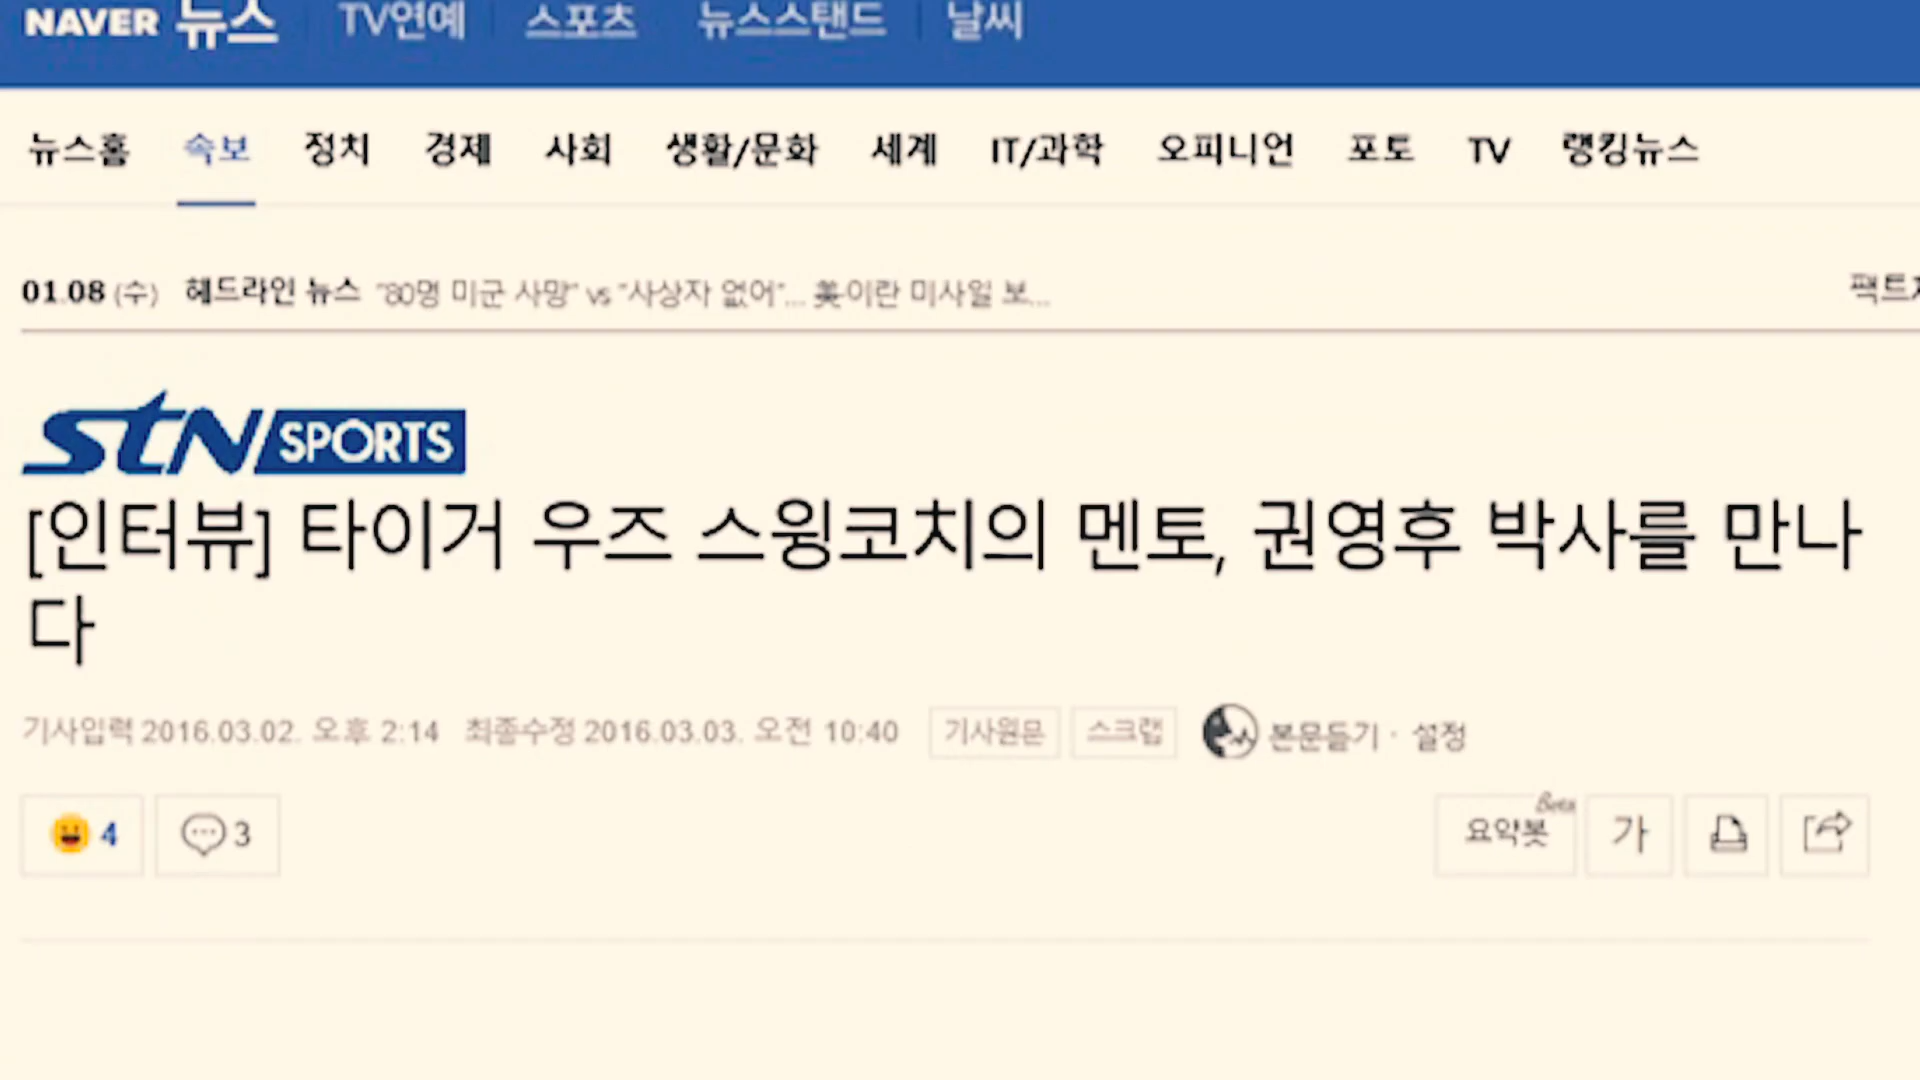 NAVER 뉴스 TV연예 스포츠 뉴스스탠드 날씨
뉴스홈 속보 정치 경제 사회 생활/문화 세계 IT/과학 오피니언 포토 TV 랭킹뉴스
01.08 (수) 헤드라인 뉴스 "80명 미군 사망" vs "사상자 없어"... 美·이란 미사일 보...
STN SPORTS
[인터뷰] 타이거 우즈 스윙코치의 멘토, 권영후 박사를 만나
다
기사입력 2016.03.02. 오후 2:14 최종수정 2016.03.03. 오전 10:40 기사원문 스크랩 본문듣기 · 설정
4 3 요약봇 Beta 가